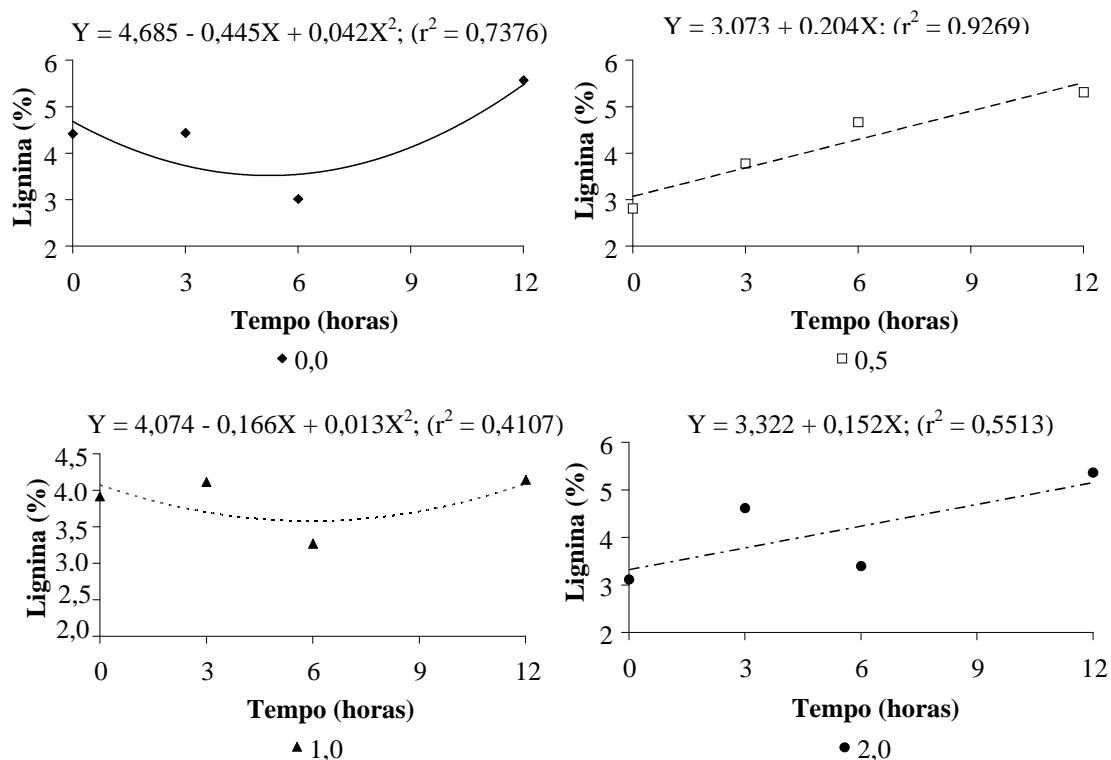 Y = 4,685 - 0,445X + 0,042X²; (r² = 0,7376)
Lignina (%)
6
5
4
3
2
0 3 6 9 12
Tempo (horas)
0,0
Y = 3,073 + 0,204X; (r² = 0,9269)
Lignina (%)
6
5
4
3
2
0 3 6 9 12
Tempo (horas)
0,5
Y = 4,074 - 0,166X + 0,013X²; (r² = 0,4107)
Lignina (%)
4,5
4,0
3,5
3,0
2,5
2,0
0 3 6 9 12
Tempo (horas)
1,0
Y = 3,322 + 0,152X; (r² = 0,5513)
Lignina (%)
6
5
4
3
2
0 3 6 9 12
Tempo (horas)
2,0